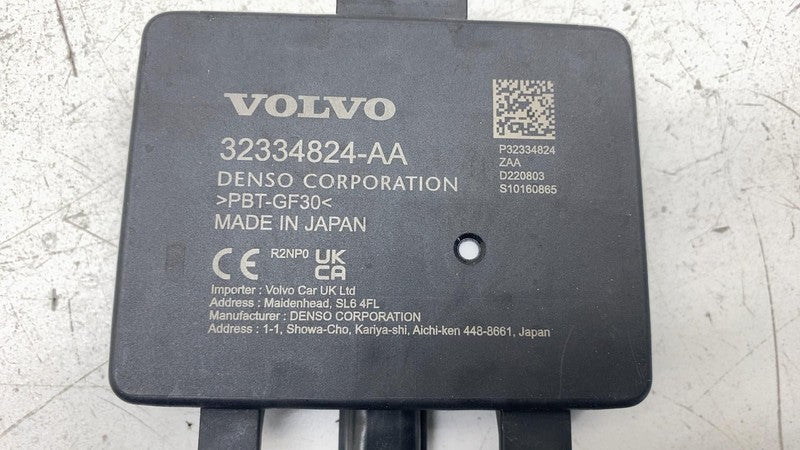 VOLVO
32334824-AA
DENSO CORPORATION
>PBT-GF30<
MADE IN JAPAN
P32334824
ZAA
D220803
S10160865
CE R2NP0 UK
CA
Importer : Volvo Car UK Ltd
Address : Maidenhead, SL6 4FL
Manufacturer : DENSO CORPORATION
Address : 1-1, Showa-Cho, Kariya-shi, Aichi-ken 448-8661, Japan